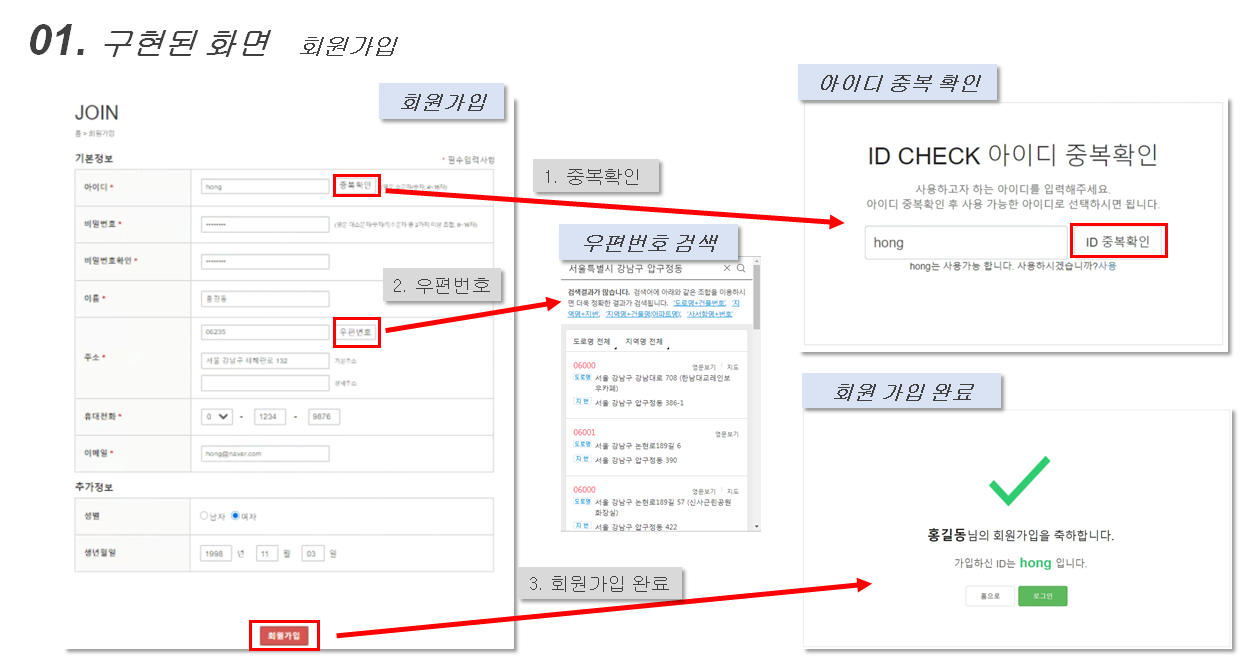 01. 구현된 화면 회원가입
회원가입
JOIN
홈 > 회원가입
기본정보
* 필수입력사항
아이디 *
hong
중복확인
비밀번호 *
········
비밀번호확인 *
········
이름 *
홍길동
주소 *
06235
우편번호
서울 강남구 테헤란로 132
기본주소
상세주소
휴대전화 *
0 - 1234 - 9876
이메일 *
hong@naver.com
추가정보
성별
남자 여자
생년월일
1998 년 11 월 03 일
회원가입
1. 중복확인
2. 우편번호
3. 회원가입 완료
우편번호 검색
서울특별시 강남구 압구정동
검색결과가 많습니다. 검색어에 아래와 같은 조합을 이용하시
면 더욱 정확한 결과가 검색됩니다. '도로명+건물번호', '지
역명+지번', '지역명+건물명(아파트명)', '사서함명+번호'
도로명 전체 지역명 전체
06000
영문보기 지도
도로명 서울 강남구 강남대로 708 (한남대교레인보
우카페)
지번 서울 강남구 압구정동 386-1
06001
영문보기
도로명 서울 강남구 논현로189길 6
지번 서울 강남구 압구정동 390
06000
영문보기 지도
도로명 서울 강남구 논현로189길 57 (신사근린공원
화장실)
지번 서울 강남구 압구정동 422
아이디 중복 확인
ID CHECK 아이디 중복확인
사용하고자 하는 아이디를 입력해주세요.
아이디 중복확인 후 사용 가능한 아이디로 선택하시면 됩니다.
hong
ID 중복확인
hong는 사용가능 합니다. 사용하시겠습니까?사용
회원 가입 완료
홍길동님의 회원가입을 축하합니다.
가입하신 ID는 hong 입니다.
홈으로
로그인